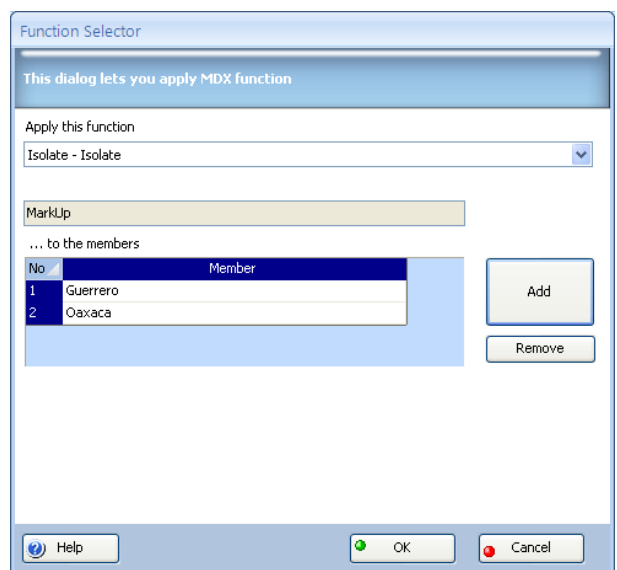 Function Selector
This dialog lets you apply MDX function
Apply this function
Isolate - Isolate
MarkUp
... to the members
No Member
1 Guerrero
2 Oaxaca
Add
Remove
Help OK Cancel